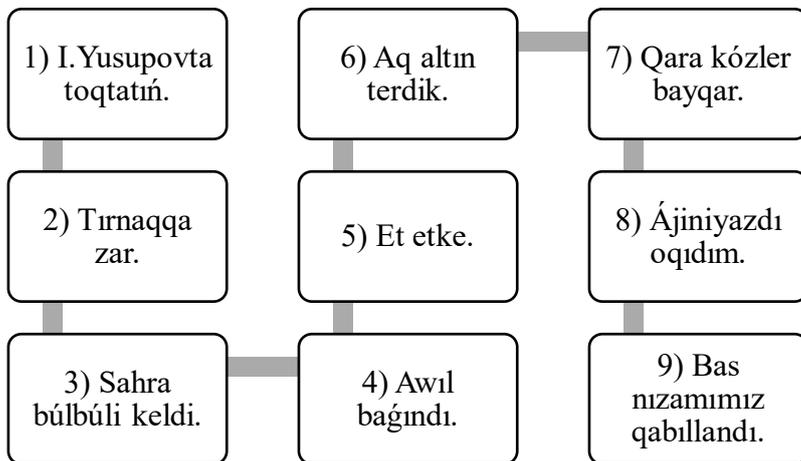 1) I.Yusupovta
toqtatıń.
2) Tırnaqqa
zar.
3) Sahra
búlbúli keldi.
4) Awıl
baǵındı.
5) Et etke.
6) Aq altın
terdik.
7) Qara kózler
bayqar.
8) Ájiniyazdı
oqıdım.
9) Bas
nızamımız
qabıllandı.